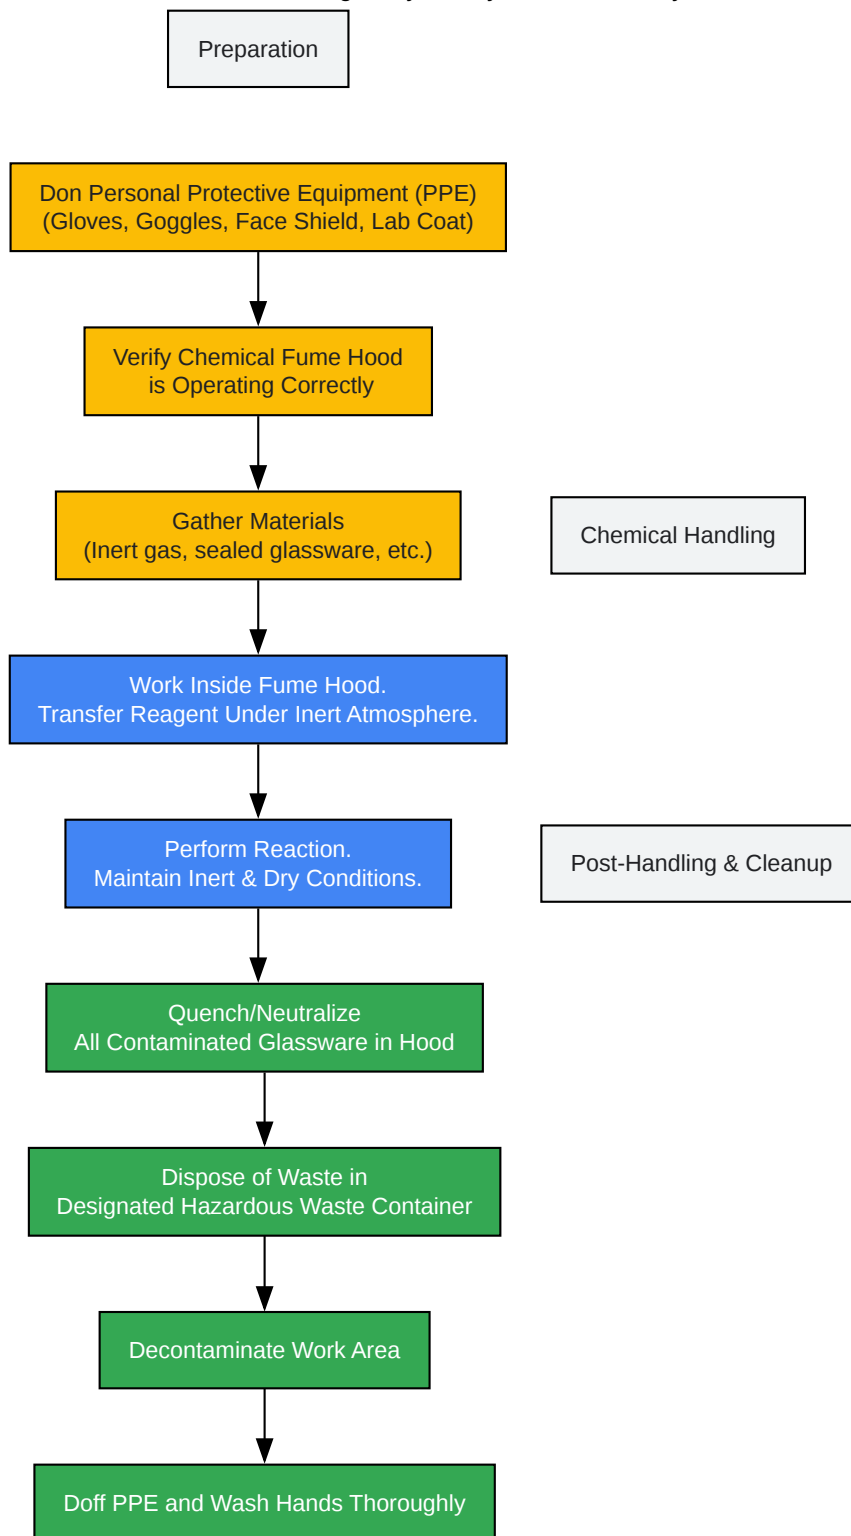 Preparation
Don Personal Protective Equipment (PPE)
(Gloves, Goggles, Face Shield, Lab Coat)
Verify Chemical Fume Hood
is Operating Correctly
Gather Materials
(Inert gas, sealed glassware, etc.)
Chemical Handling
Work Inside Fume Hood.
Transfer Reagent Under Inert Atmosphere.
Perform Reaction.
Maintain Inert & Dry Conditions.
Post-Handling & Cleanup
Quench/Neutralize
All Contaminated Glassware in Hood
Dispose of Waste in
Designated Hazardous Waste Container
Decontaminate Work Area
Doff PPE and Wash Hands Thoroughly